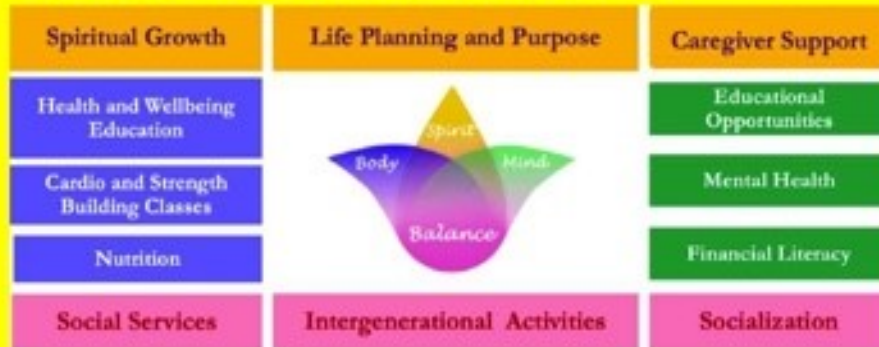 Spiritual Growth
Life Planning and Purpose
Caregiver Support
Health and Wellbeing
Education
Cardio and Strength
Building Classes
Nutrition
Spirit
Body
Mind
Balance
Educational
Opportunities
Mental Health
Financial Literacy
Social Services
Intergenerational Activities
Socialization